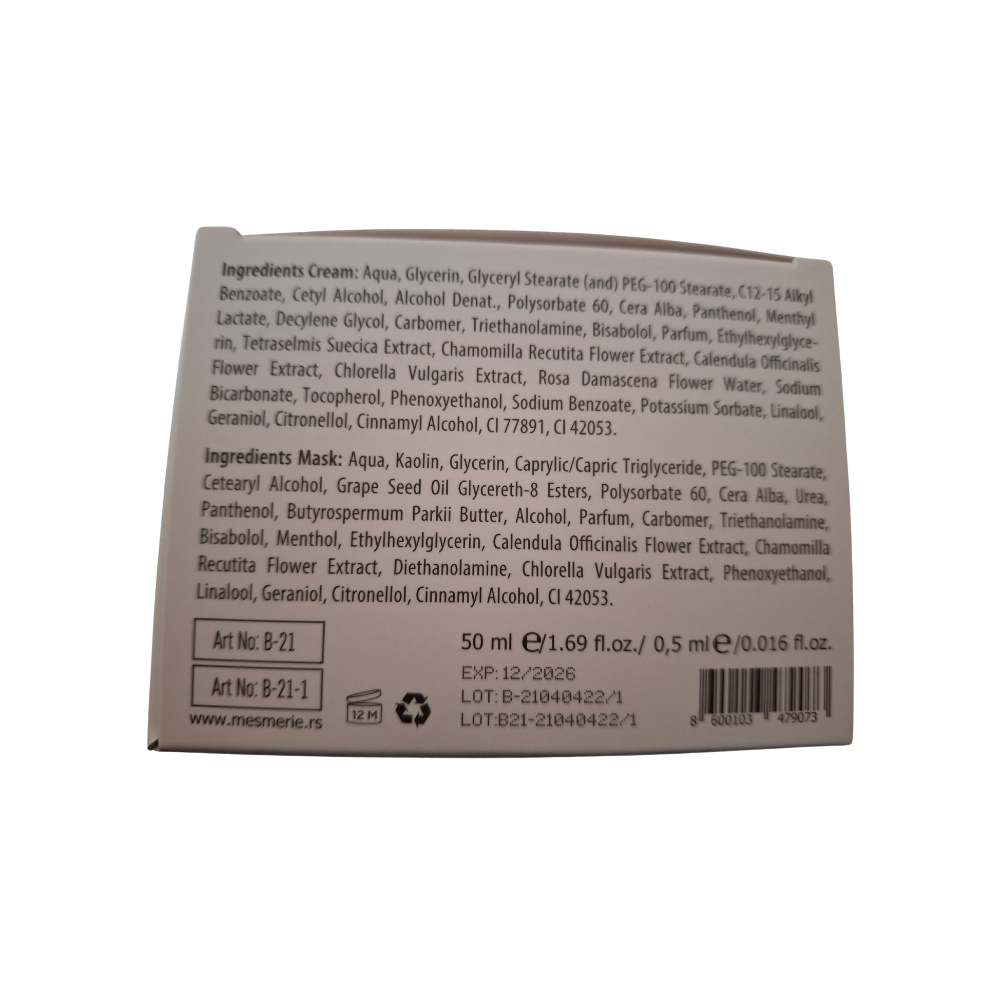 Ingredients Cream: Aqua, Glycerin, Glyceryl Stearate (and) PEG-100 Stearate, C12-15 Alkyl
Benzoate, Cetyl Alcohol, Alcohol Denat., Polysorbate 60, Cera Alba, Panthenol, Menthyl
Lactate, Decylene Glycol, Carbomer, Triethanolamine, Bisabolol, Parfum, Ethylhexylglyce-
rin, Tetraselmis Suecica Extract, Chamomilla Recutita Flower Extract, Calendula Officinalis
Flower Extract, Chlorella Vulgaris Extract, Rosa Damascena Flower Water, Sodium
Bicarbonate, Tocopherol, Phenoxyethanol, Sodium Benzoate, Potassium Sorbate, Linalool,
Geraniol, Citronellol, Cinnamyl Alcohol, CI 77891, CI 42053.
Ingredients Mask: Aqua, Kaolin, Glycerin, Caprylic/Capric Triglyceride, PEG-100 Stearate,
Cetearyl Alcohol, Grape Seed Oil Glycereth-8 Esters, Polysorbate 60, Cera Alba, Urea,
Panthenol, Butyrospermum Parkii Butter, Alcohol, Parfum, Carbomer, Triethanolamine,
Bisabolol, Menthol, Ethylhexylglycerin, Calendula Officinalis Flower Extract, Chamomilla
Recutita Flower Extract, Diethanolamine, Chlorella Vulgaris Extract, Phenoxyethanol,
Linalool, Geraniol, Citronellol, Cinnamyl Alcohol, CI 42053.
Art No: B-21
50 ml ℮/1.69 fl.oz./ 0,5 ml ℮/0.016 fl.oz.
Art No: B-21-1
EXP: 12/2026
LOT: B-21040422/1
LOT:B21-21040422/1
www.mesmerie.rs
12 M
8 600103 479073